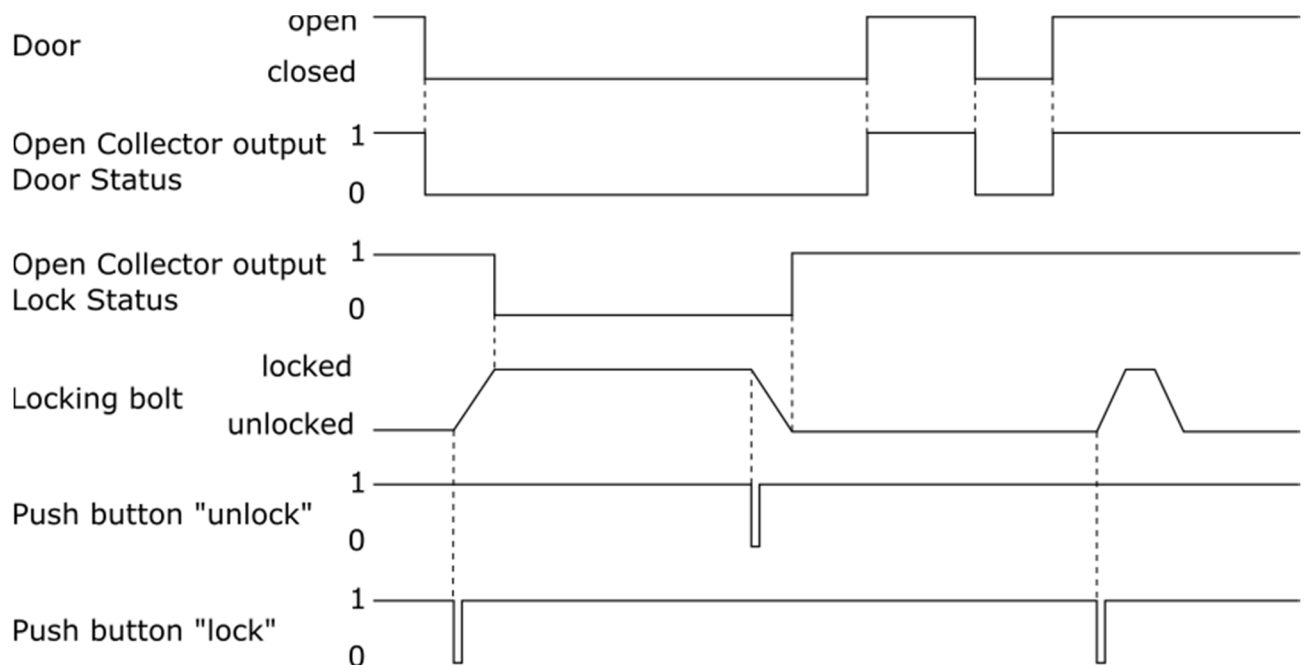 open
Door
closed
Open Collector output 1
Door Status
0
Open Collector output 1
Lock Status 0
locked
Locking bolt
unlocked
1
Push button "unlock"
0
1
Push button "lock"
0